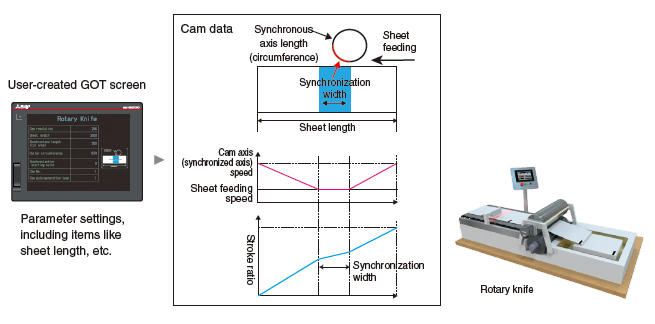 User-created GOT screen
Rotary Knife
Parameter settings,
including items like
sheet length, etc.
Cam data
Synchronous
axis length
(circumference)
Sheet
feeding
Synchronization
width
Sheet length
Cam axis
(synchronized axis)
speed
Sheet feeding
speed
Stroke ratio
Synchronization
width
Rotary knife